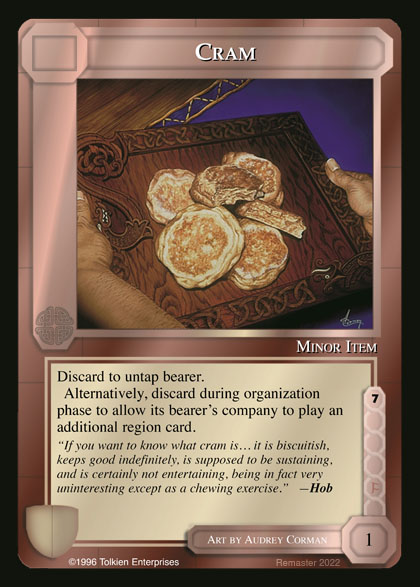 Cram
Minor Item
Discard to untap bearer.
Alternatively, discard during organization
phase to allow its bearer's company to play an
additional region card.
"If you want to know what cram is… it is biscuitish,
keeps good indefinitely, is supposed to be sustaining,
and is certainly not entertaining, being in fact very
uninteresting except as a chewing exercise." —Hob
7
Art by Audrey Corman
1
©1996 Tolkien Enterprises
Remaster 2022